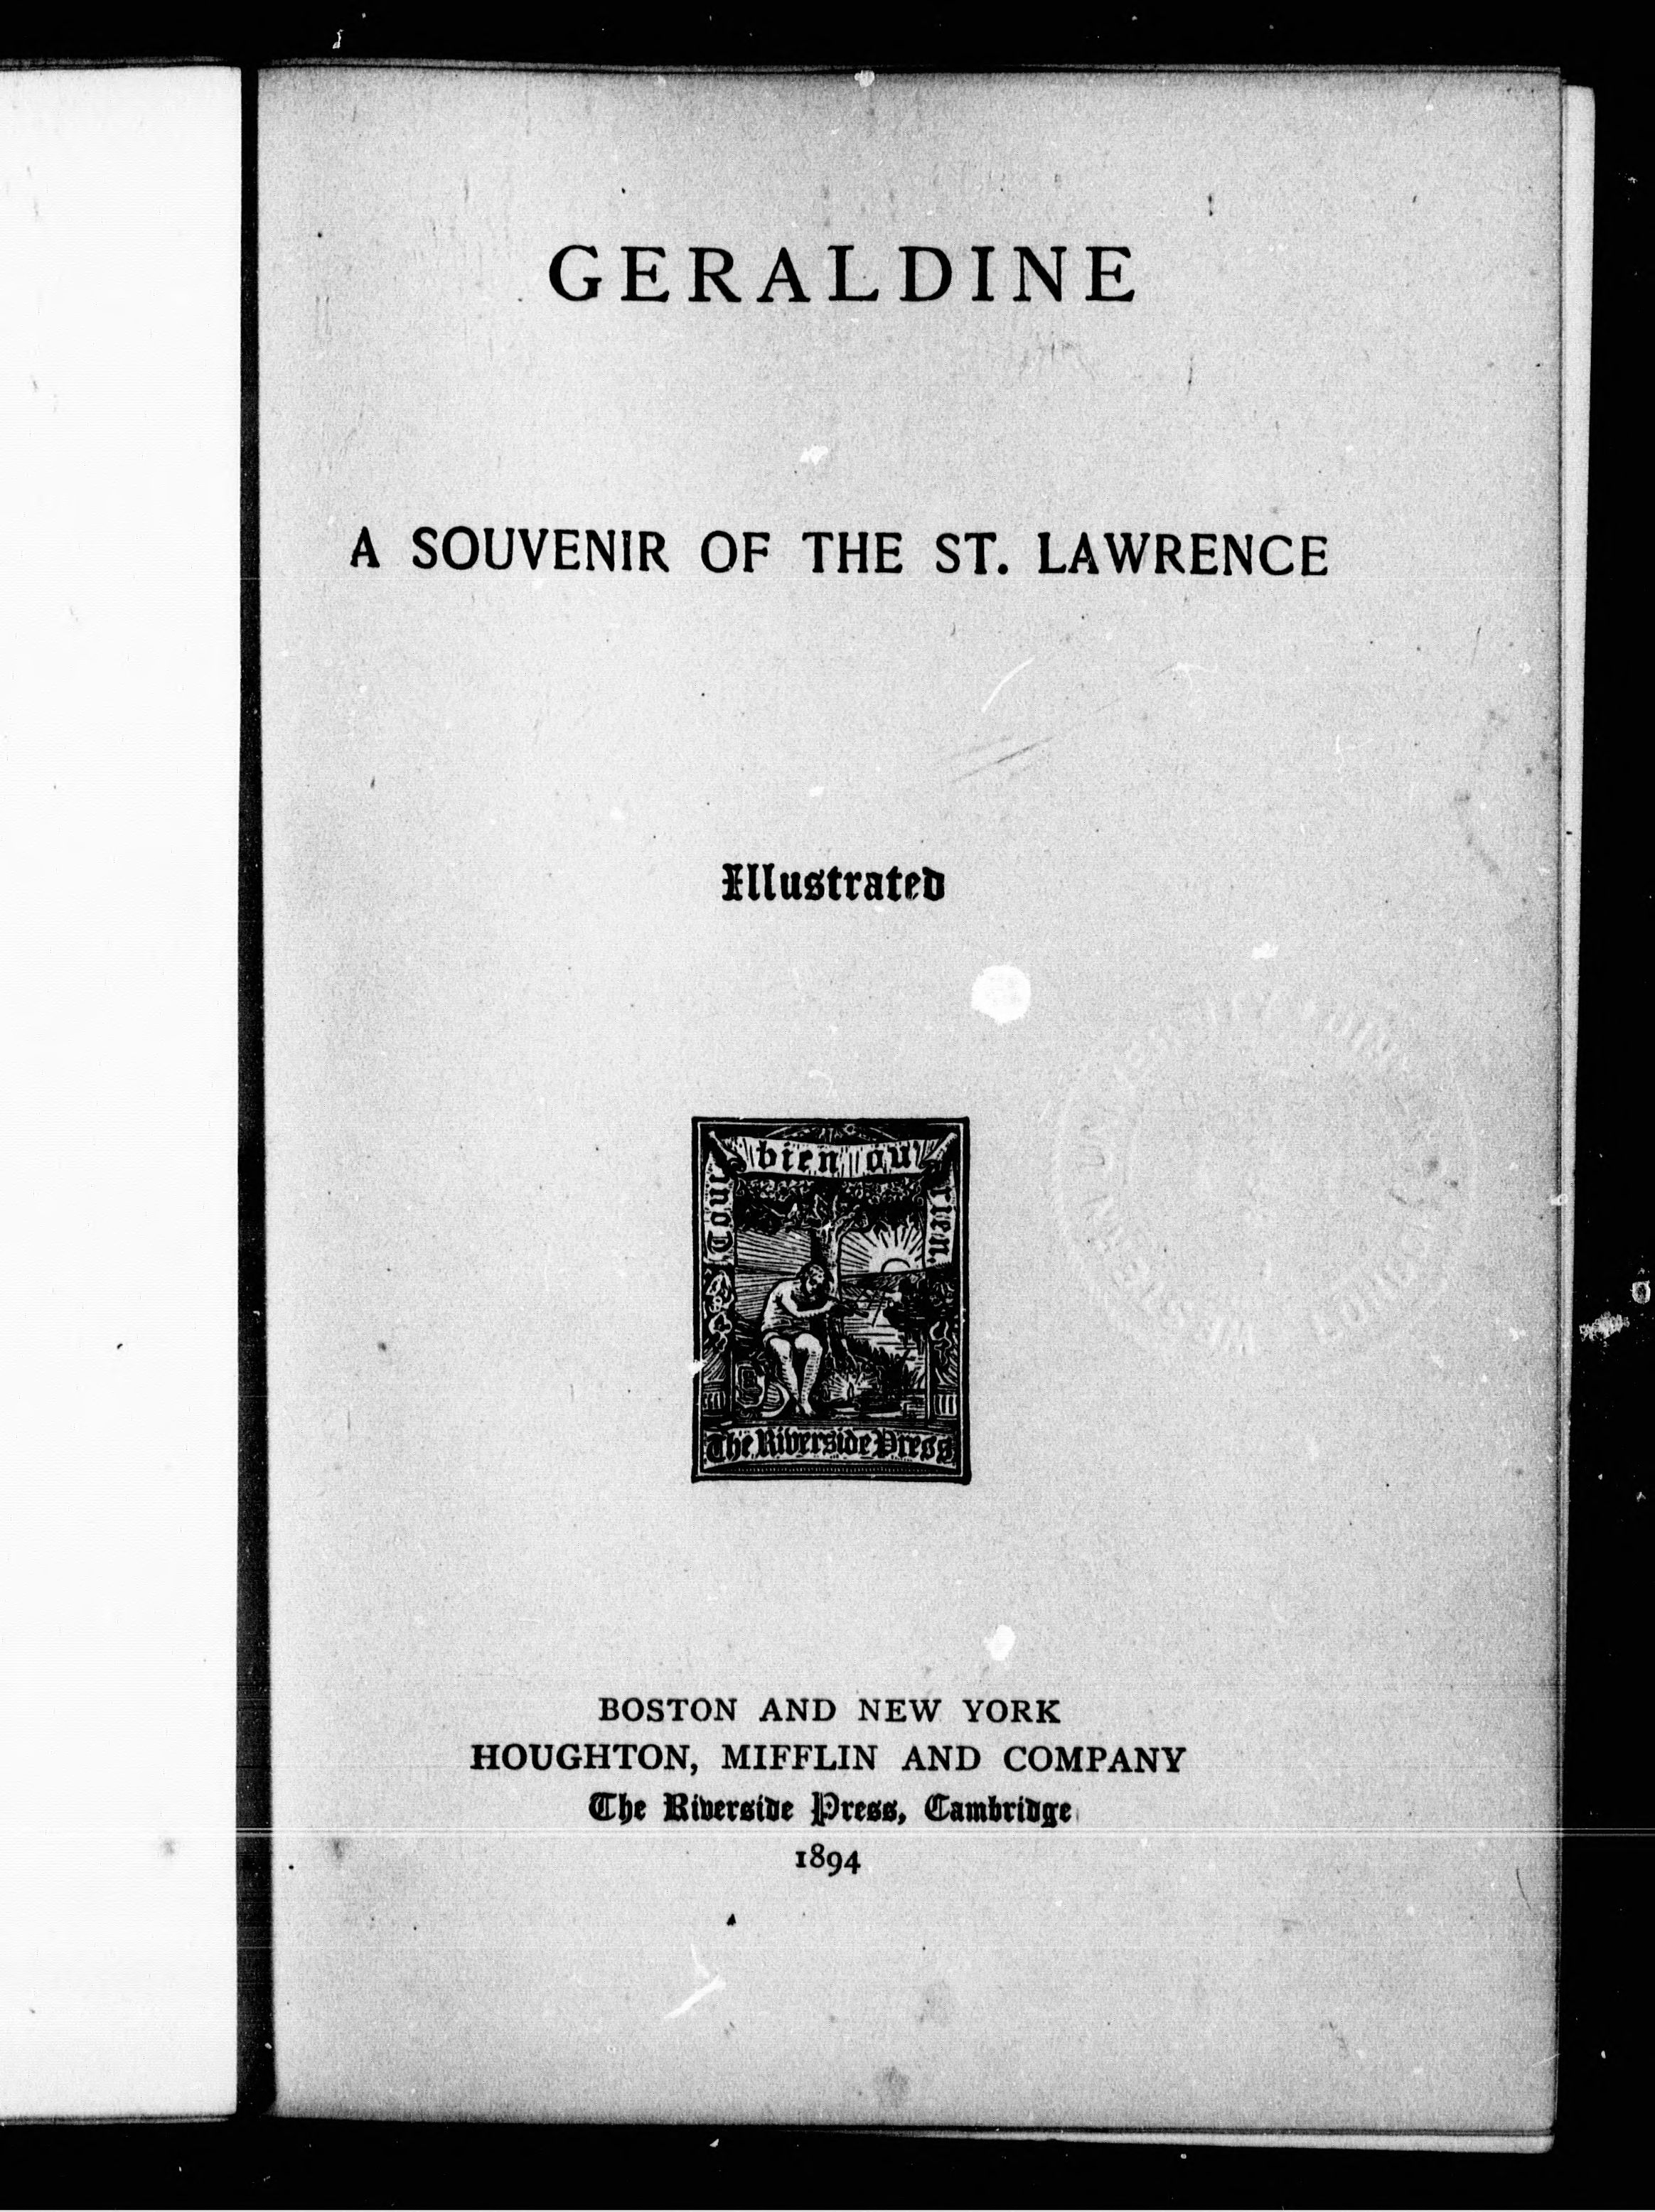 GERALDINE
A SOUVENIR OF THE ST. LAWRENCE
Illustrated
Tout bien ou rien.
The Riverside Press
BOSTON AND NEW YORK
HOUGHTON, MIFFLIN AND COMPANY
The Riverside Press, Cambridge
1894